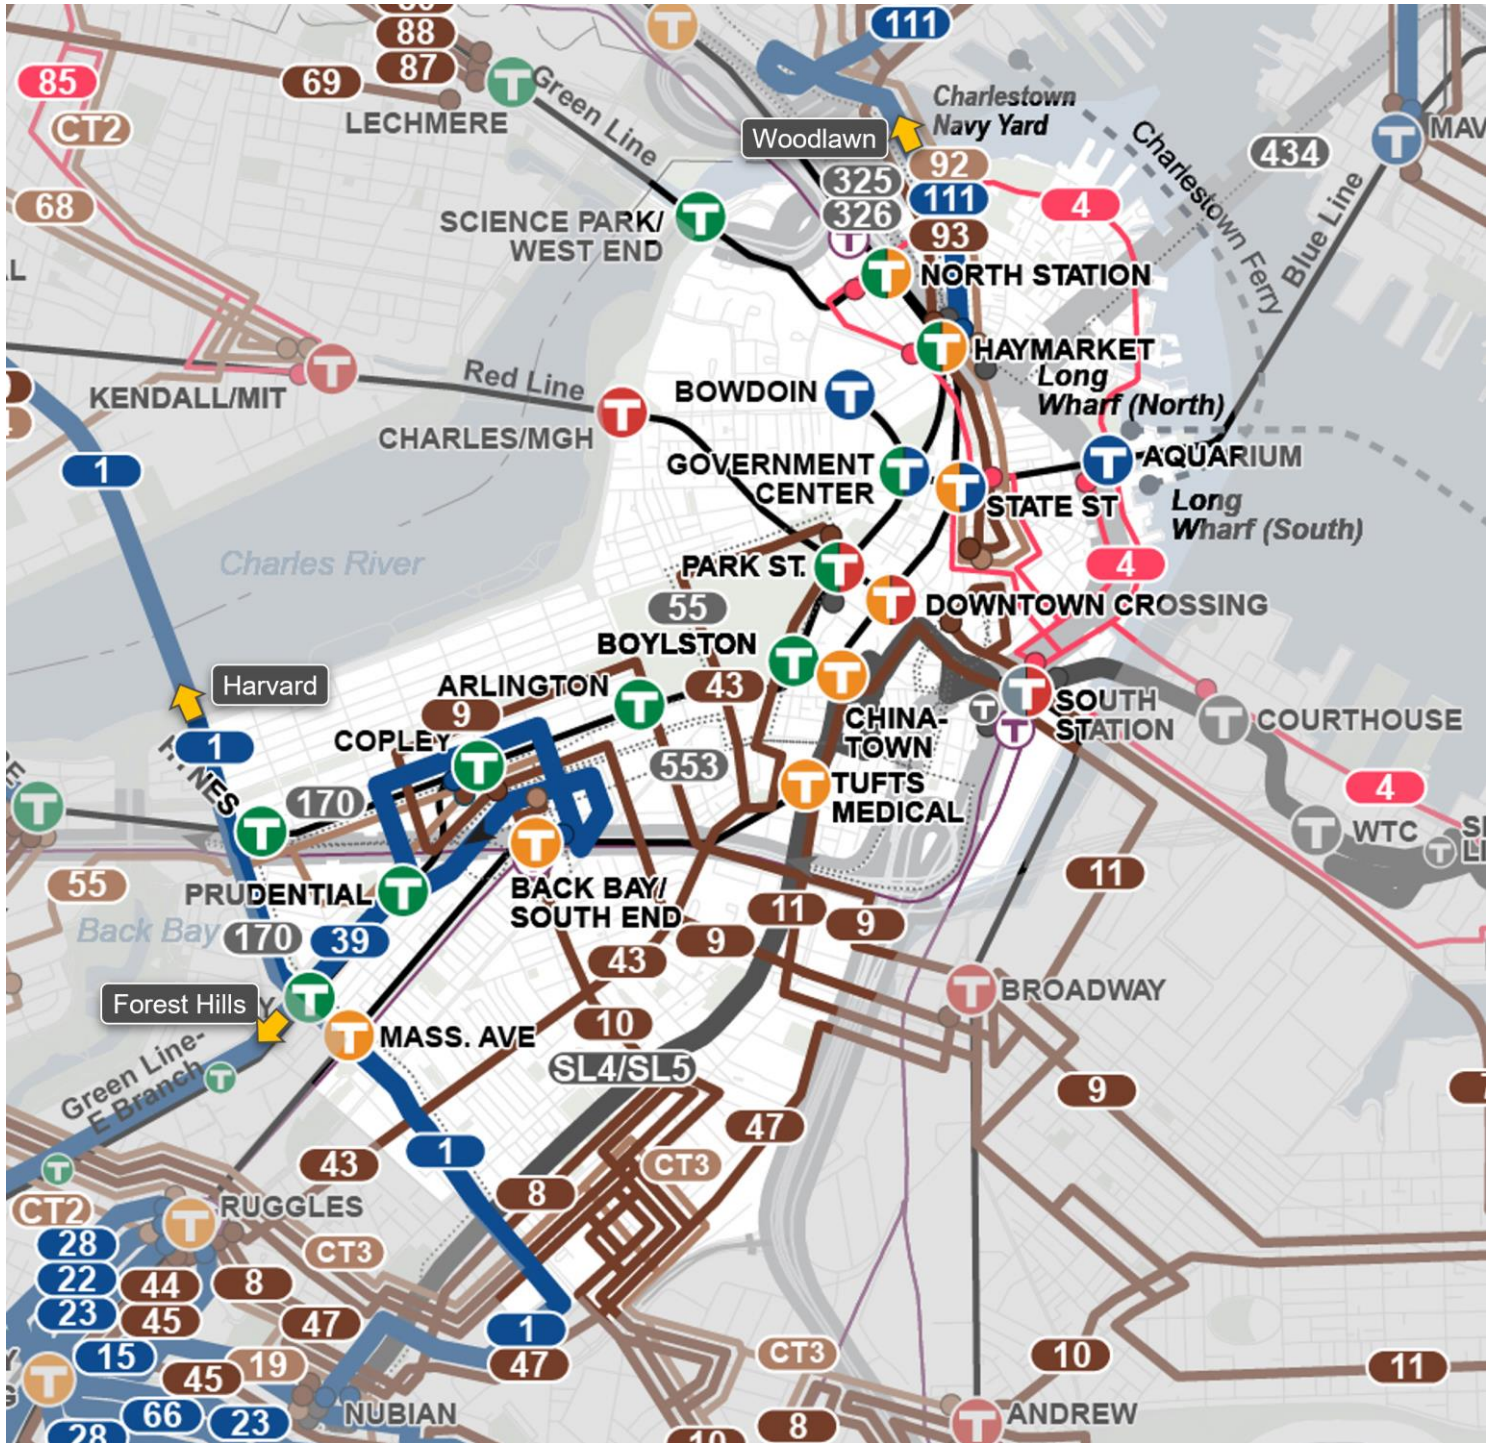 88
87
111
85
69
CT2
LECHMERE
Green Line
Charlestown
Navy Yard
Woodlawn
92
325
111
326
93
4
Charlestown Ferry
434
MAV
68
SCIENCE PARK/
WEST END
NORTH STATION
Blue Line
HAYMARKET
Long
Wharf (North)
KENDALL/MIT
Red Line
CHARLES/MGH
BOWDOIN
1
GOVERNMENT
CENTER
AQUARIUM
STATE ST
Long
Wharf (South)
Charles River
PARK ST.
4
55
DOWNTOWN CROSSING
BOYLSTON
Harvard
ARLINGTON
43
9
SOUTH
STATION
COURTHOUSE
CHINA-
TOWN
1
COPLEY
553
170
TUFTS
MEDICAL
4
WTC
55
PRUDENTIAL
BACK BAY/
SOUTH END
11
11
9
9
Back Bay
170
39
43
BROADWAY
Forest Hills
MASS. AVE
10
SL4/SL5
Green Line-
E Branch
9
47
43
1
CT3
8
CT2
RUGGLES
28
CT3
22
44
8
23
45
47
1
15
19
47
CT3
10
11
45
66
23
NUBIAN
28
8
ANDREW
10